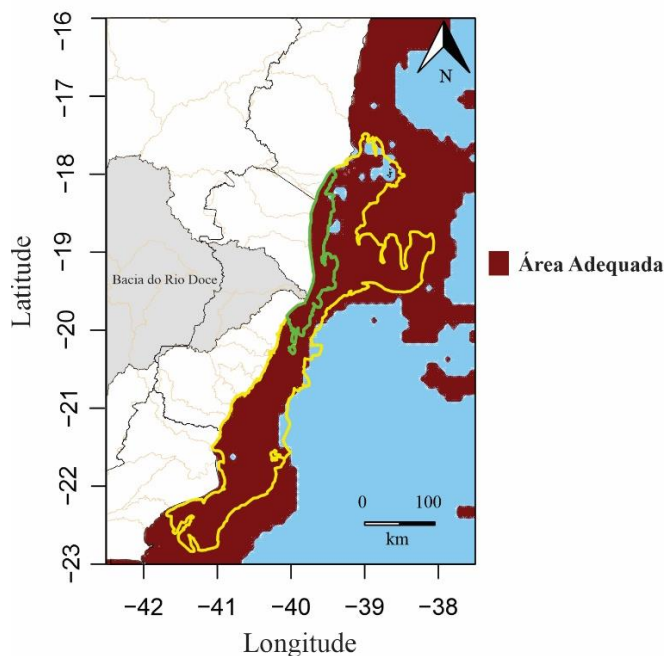 −16
−17
−18
−19
−20
−21
−22
−23
Latitude
N
Bacia do Rio Doce
Área Adequada
0 100
km
−42 −41 −40 −39 −38
Longitude